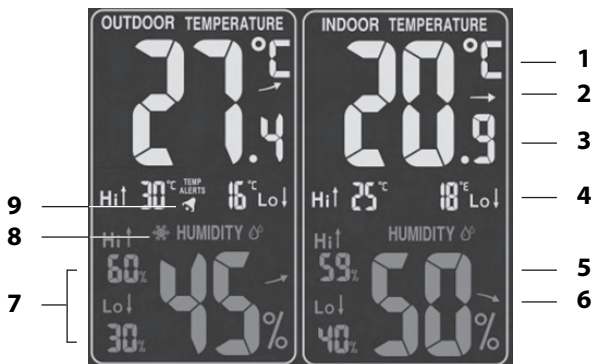 OUTDOOR TEMPERATURE
27.4 °C
Hi↑ 30°C TEMP ALERTS 16°C Lo↓
HUMIDITY
Hi↑
60%
Lo↓
30%
45%
INDOOR TEMPERATURE
20.9 °C
Hi↑ 25°C 18°E Lo↓
HUMIDITY
Hi↑
59%
Lo↓
40%
50%
1
2
3
4
5
6
7
8
9